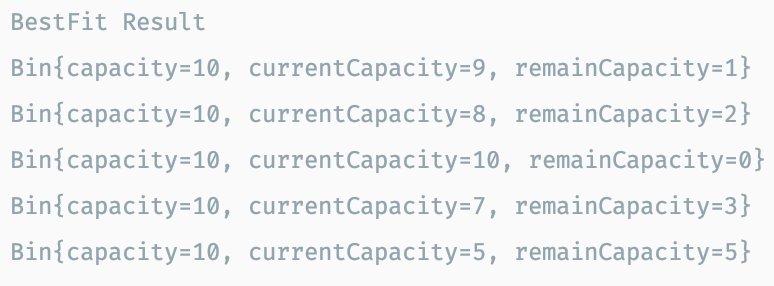 BestFit Result
Bin{capacity=10, currentCapacity=9, remainCapacity=1}
Bin{capacity=10, currentCapacity=8, remainCapacity=2}
Bin{capacity=10, currentCapacity=10, remainCapacity=0}
Bin{capacity=10, currentCapacity=7, remainCapacity=3}
Bin{capacity=10, currentCapacity=5, remainCapacity=5}